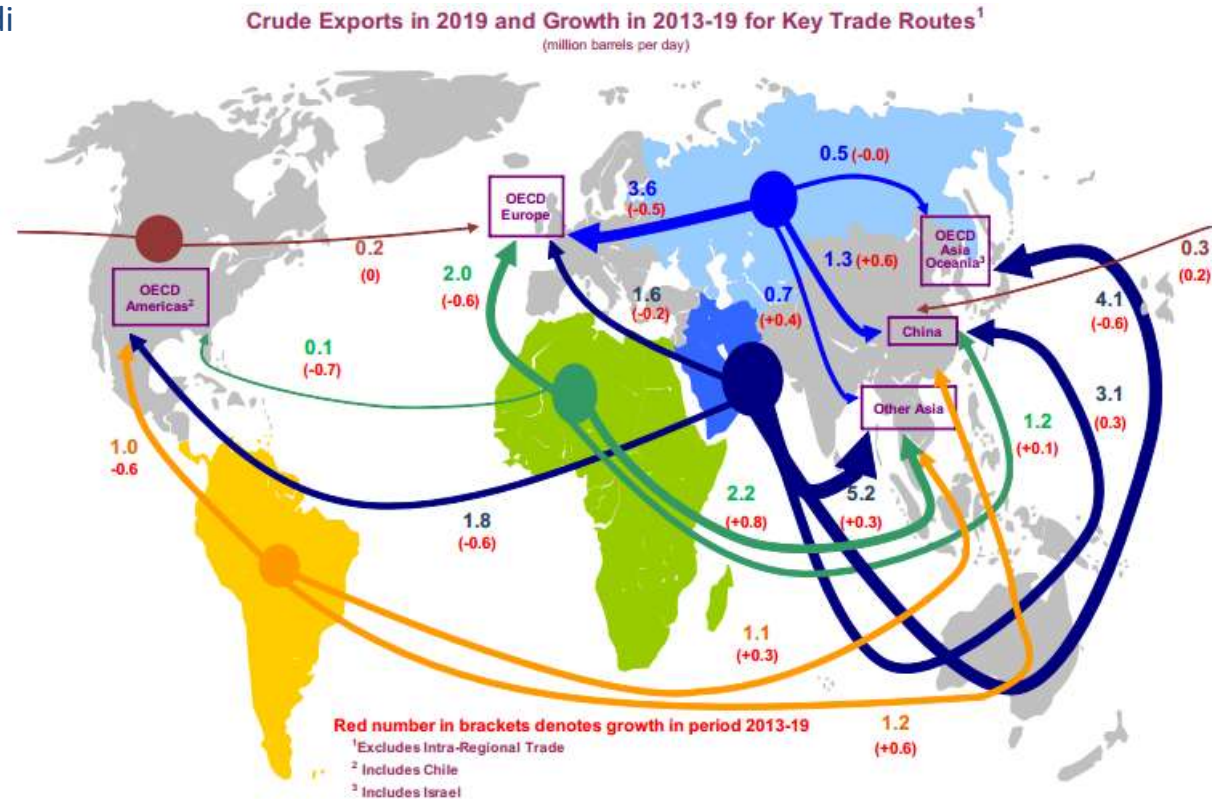 li
Crude Exports in 2019 and Growth in 2013-19 for Key Trade Routes¹
(million barrels per day)
0.5 (-0.0)
OECD
Europe
3.6
(-0.5)
OECD
Asia
Oceania³
0.2
(0)
2.0
(-0.6)
1.3 (+0.6)
0.3
(0.2)
OECD
Americas²
1.6
(-0.2)
0.7
(+0.4)
4.1
(-0.6)
China
0.1
(-0.7)
Other Asia
3.1
(0.3)
1.2
(+0.1)
1.0
-0.6
2.2
(+0.8)
5.2
(+0.3)
1.8
(-0.6)
1.1
(+0.3)
1.2
(+0.6)
Red number in brackets denotes growth in period 2013-19
¹Excludes Intra-Regional Trade
² Includes Chile
³ Includes Israel